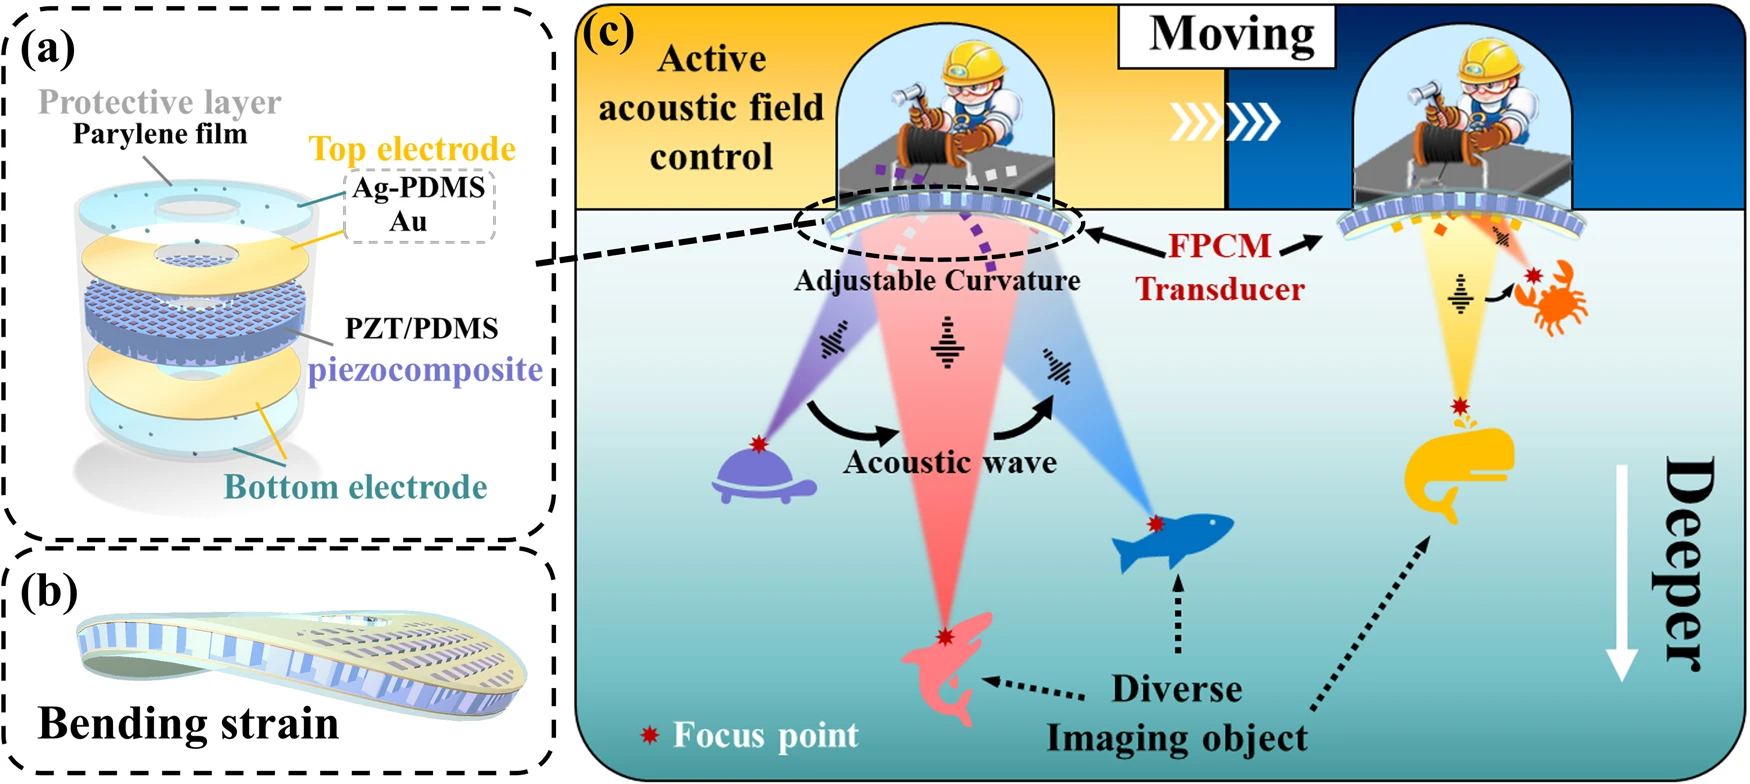 (a)
Protective layer
Parylene film
Top electrode
Ag-PDMS
Au
PZT/PDMS
piezocomposite
Bottom electrode
(b)
Bending strain
(c)
Active
acoustic field
control
Moving
FPCM
Transducer
Adjustable Curvature
Acoustic wave
Deeper
Diverse
Imaging object
Focus point